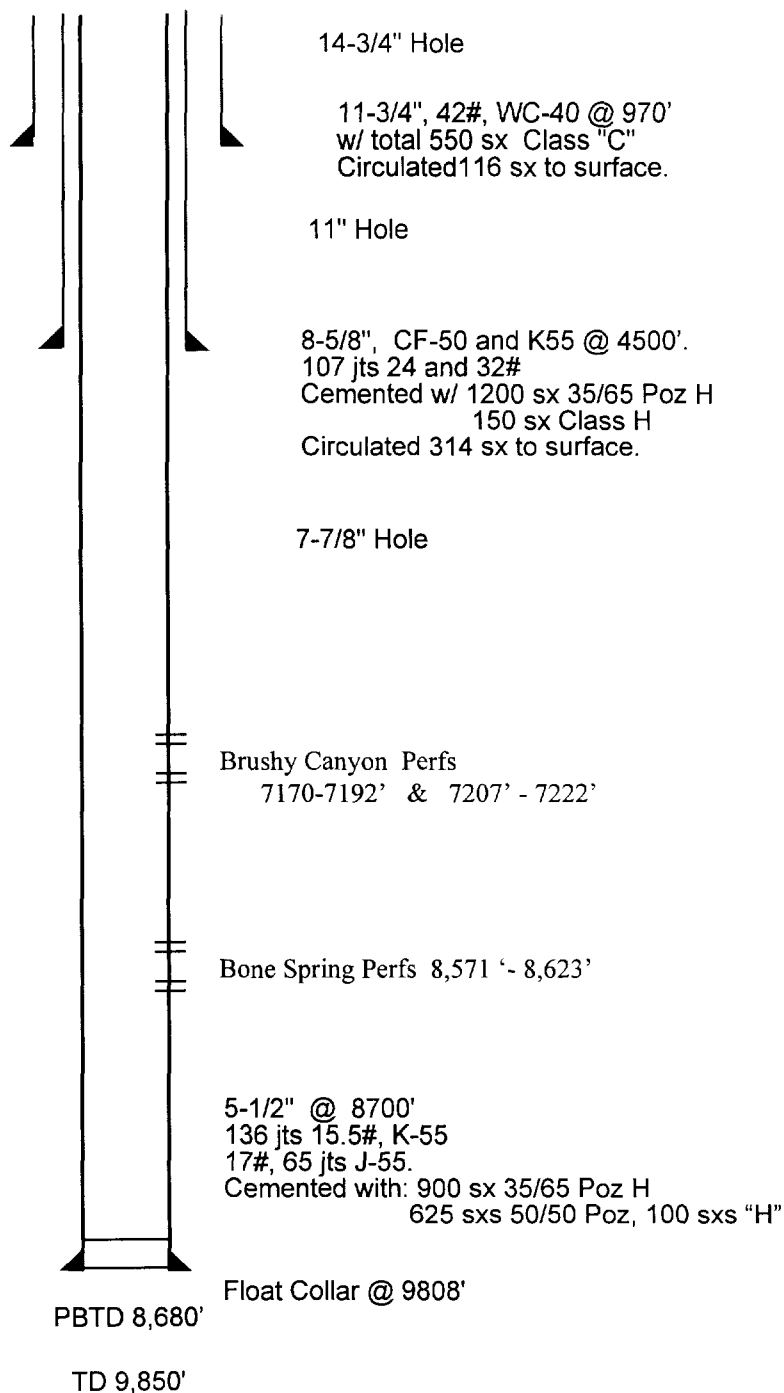 14-3/4" Hole
11-3/4", 42#, WC-40 @ 970'
w/ total 550 sx Class "C"
Circulated116 sx to surface.
11" Hole
8-5/8", CF-50 and K55 @ 4500'.
107 jts 24 and 32#
Cemented w/ 1200 sx 35/65 Poz H
150 sx Class H
Circulated 314 sx to surface.
7-7/8" Hole
Brushy Canyon Perfs
7170-7192’ & 7207’ - 7222’
Bone Spring Perfs 8,571 ‘- 8,623’
5-1/2" @ 8700'
136 jts 15.5#, K-55
17#, 65 jts J-55.
Cemented with: 900 sx 35/65 Poz H
625 sxs 50/50 Poz, 100 sxs “H”
Float Collar @ 9808'
PBTD 8,680'
TD 9,850'